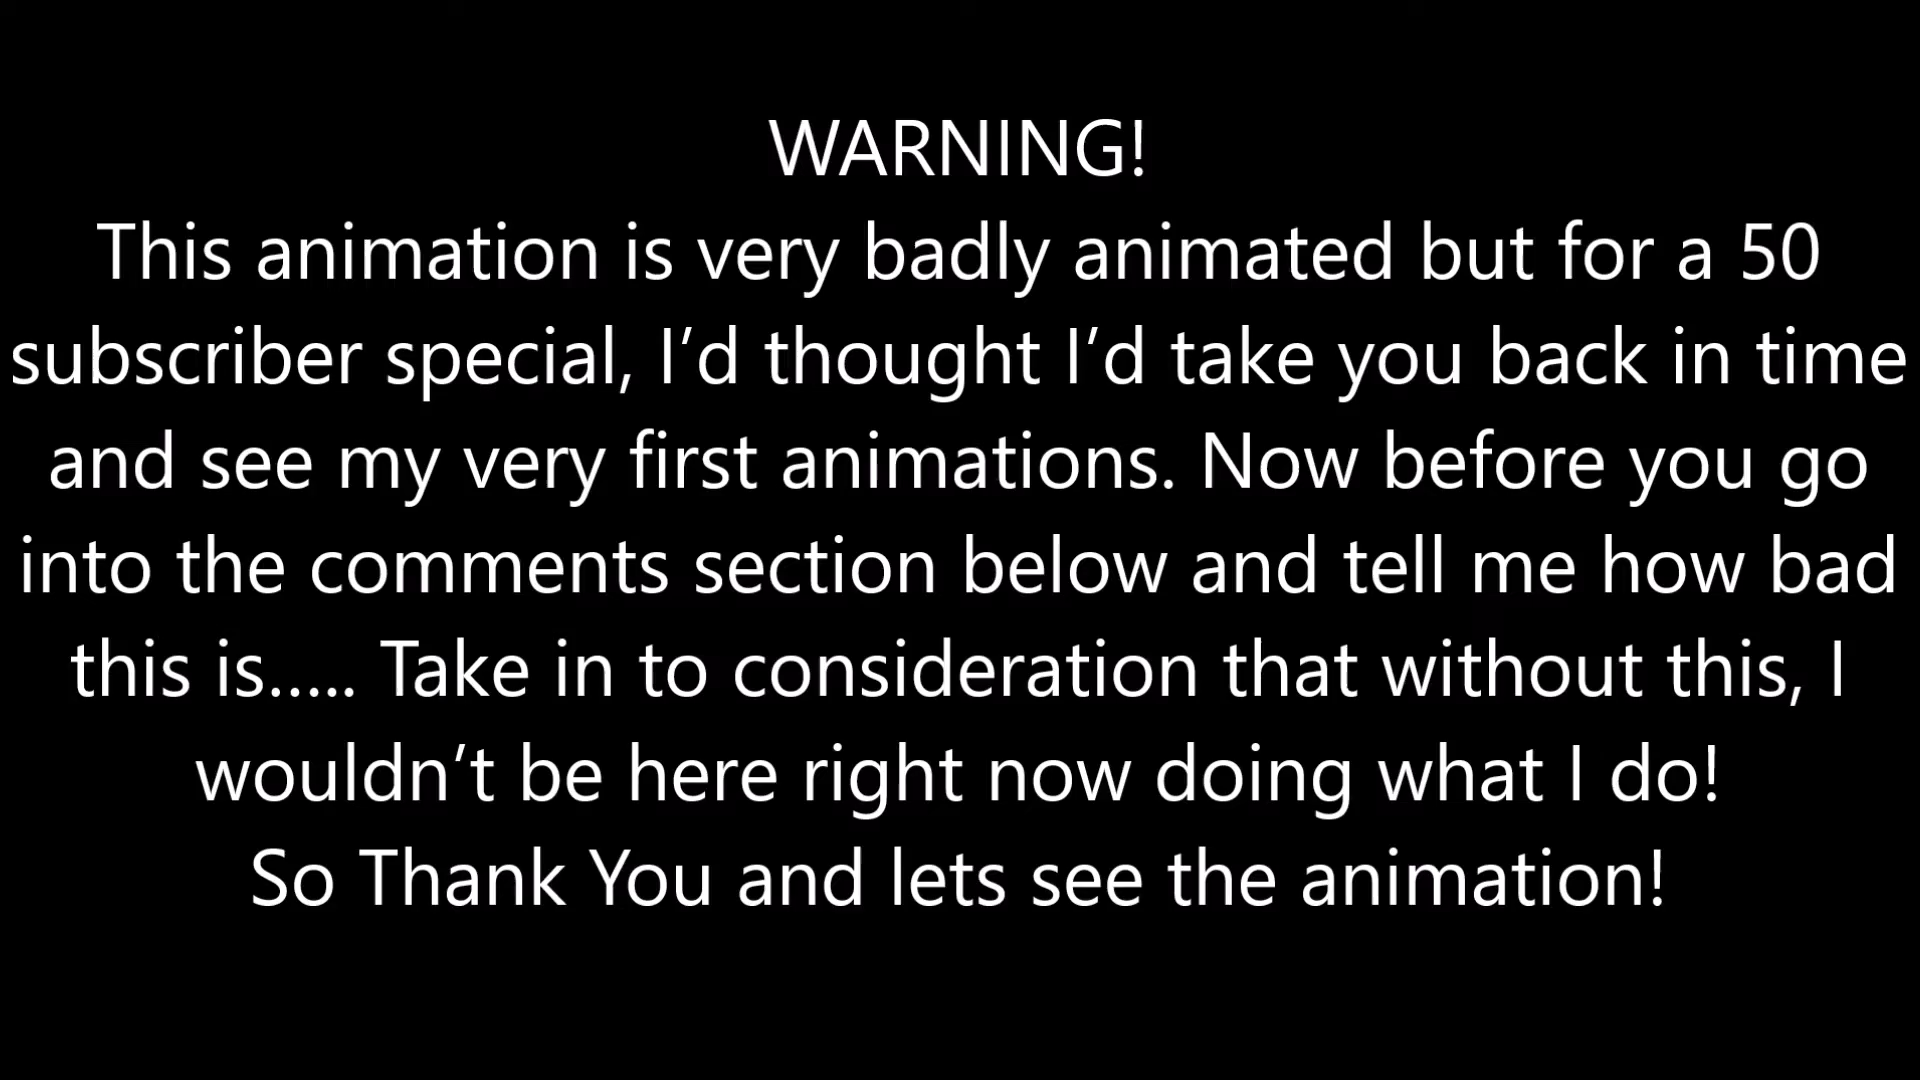 WARNING!
This animation is very badly animated but for a 50
subscriber special, I’d thought I’d take you back in time
and see my very first animations. Now before you go
into the comments section below and tell me how bad
this is..... Take in to consideration that without this, I
wouldn’t be here right now doing what I do!
So Thank You and lets see the animation!